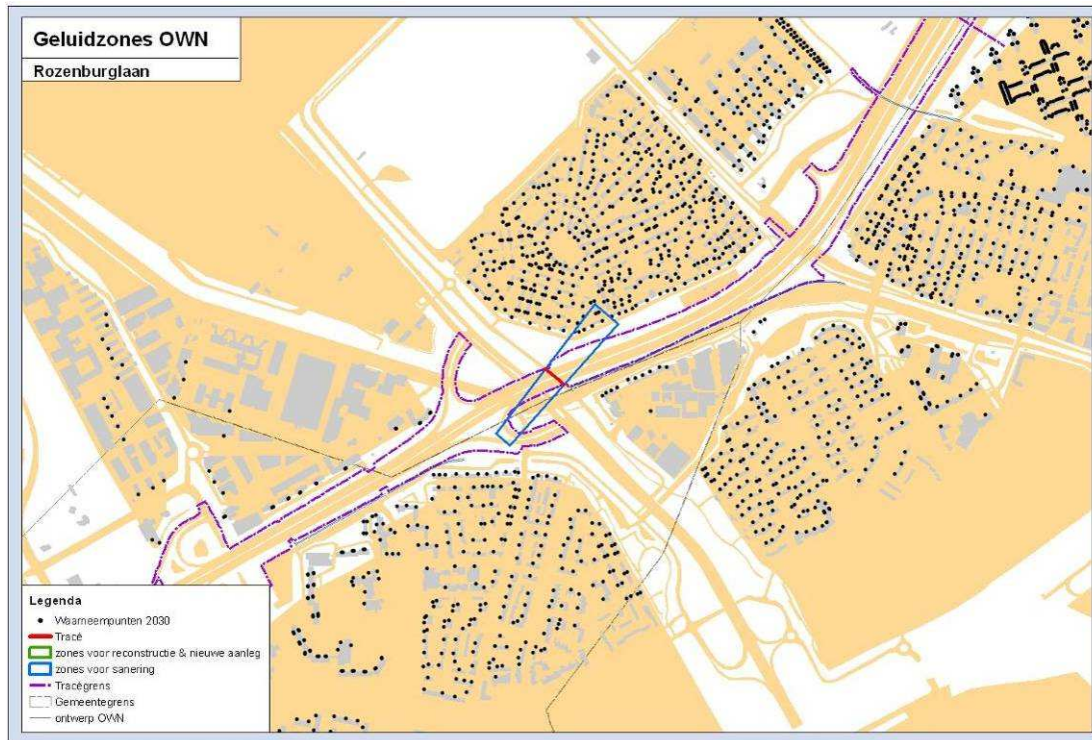 Geluidzones OWN
Rozenburglaan
Legenda
Waarneempunten 2030
Tracé
zones voor reconstructie & nieuwe aanleg
zones voor sanering
Tracégrens
Gemeentegrens
ontwerp OWN